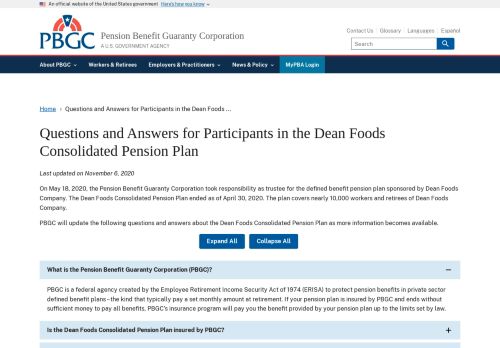 An official website of the United States government Here's how you know
PBGC
Pension Benefit Guaranty Corporation
A U.S. GOVERNMENT AGENCY
Contact Us Glossary Languages Español
Search
About PBGC Workers & Retirees Employers & Practitioners News & Policy MyPBA Login
Home › Questions and Answers for Participants in the Dean Foods ...
Questions and Answers for Participants in the Dean Foods
Consolidated Pension Plan
Last updated on November 6, 2020
On May 18, 2020, the Pension Benefit Guaranty Corporation took responsibility as trustee for the defined benefit pension plan sponsored by Dean Foods
Company. The Dean Foods Consolidated Pension Plan ended as of April 30, 2020. The plan covers nearly 10,000 workers and retirees of Dean Foods
Company.
PBGC will update the following questions and answers about the Dean Foods Consolidated Pension Plan as more information becomes available.
Expand All Collapse All
What is the Pension Benefit Guaranty Corporation (PBGC)?
PBGC is a federal agency created by the Employee Retirement Income Security Act of 1974 (ERISA) to protect pension benefits in private sector
defined benefit plans – the kind that typically pay a set monthly amount at retirement. If your pension plan is insured by PBGC and ends without
sufficient money to pay all benefits, PBGC's insurance program will pay you the benefit provided by your pension plan up to the limits set by law.
Is the Dean Foods Consolidated Pension Plan insured by PBGC?